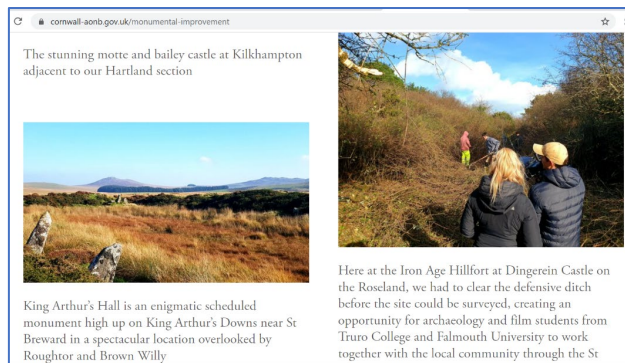 cornwall-aonb.gov.uk/monumental-improvement
The stunning motte and bailey castle at Kilkhampton
adjacent to our Hartland section
King Arthur's Hall is an enigmatic scheduled
monument high up on King Arthur's Downs near St
Breward in a spectacular location overlooked by
Roughtor and Brown Willy
Here at the Iron Age Hillfort at Dingerein Castle on
the Roseland, we had to clear the defensive ditch
before the site could be surveyed, creating an
opportunity for archaeology and film students from
Truro College and Falmouth University to work
together with the local community through the St